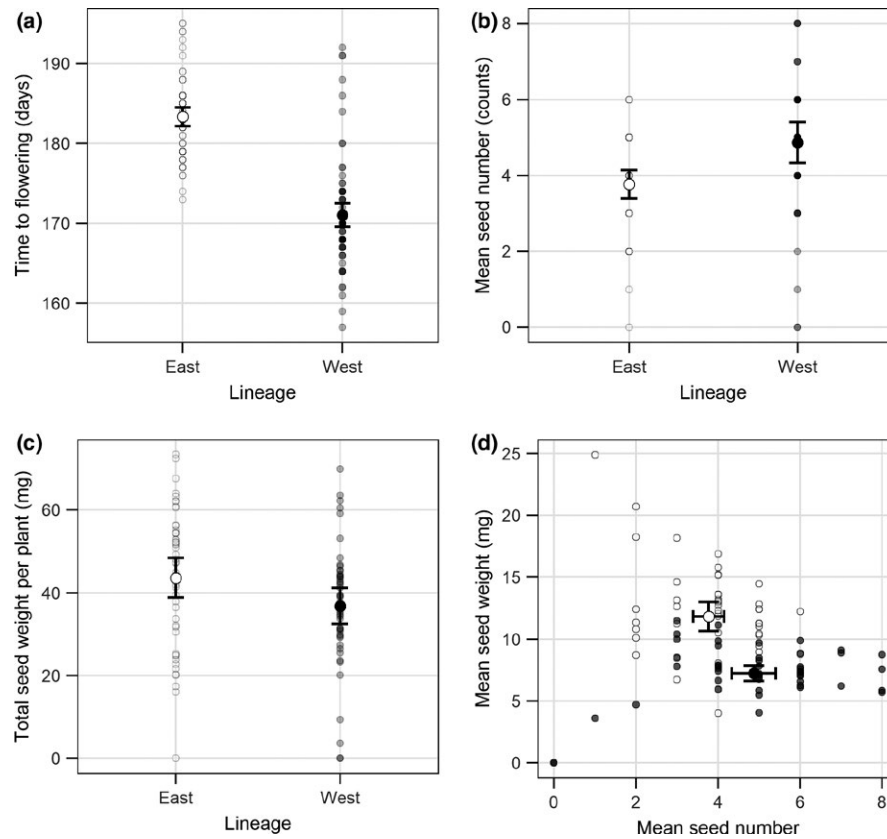 (a)
Time to flowering (days)
190
180
170
160
East
West
Lineage
(b)
Mean seed number (counts)
8
6
4
2
0
East
West
Lineage
(c)
Total seed weight per plant (mg)
60
40
20
0
East
West
Lineage
(d)
Mean seed weight (mg)
25
20
15
10
5
0
0 2 4 6 8
Mean seed number